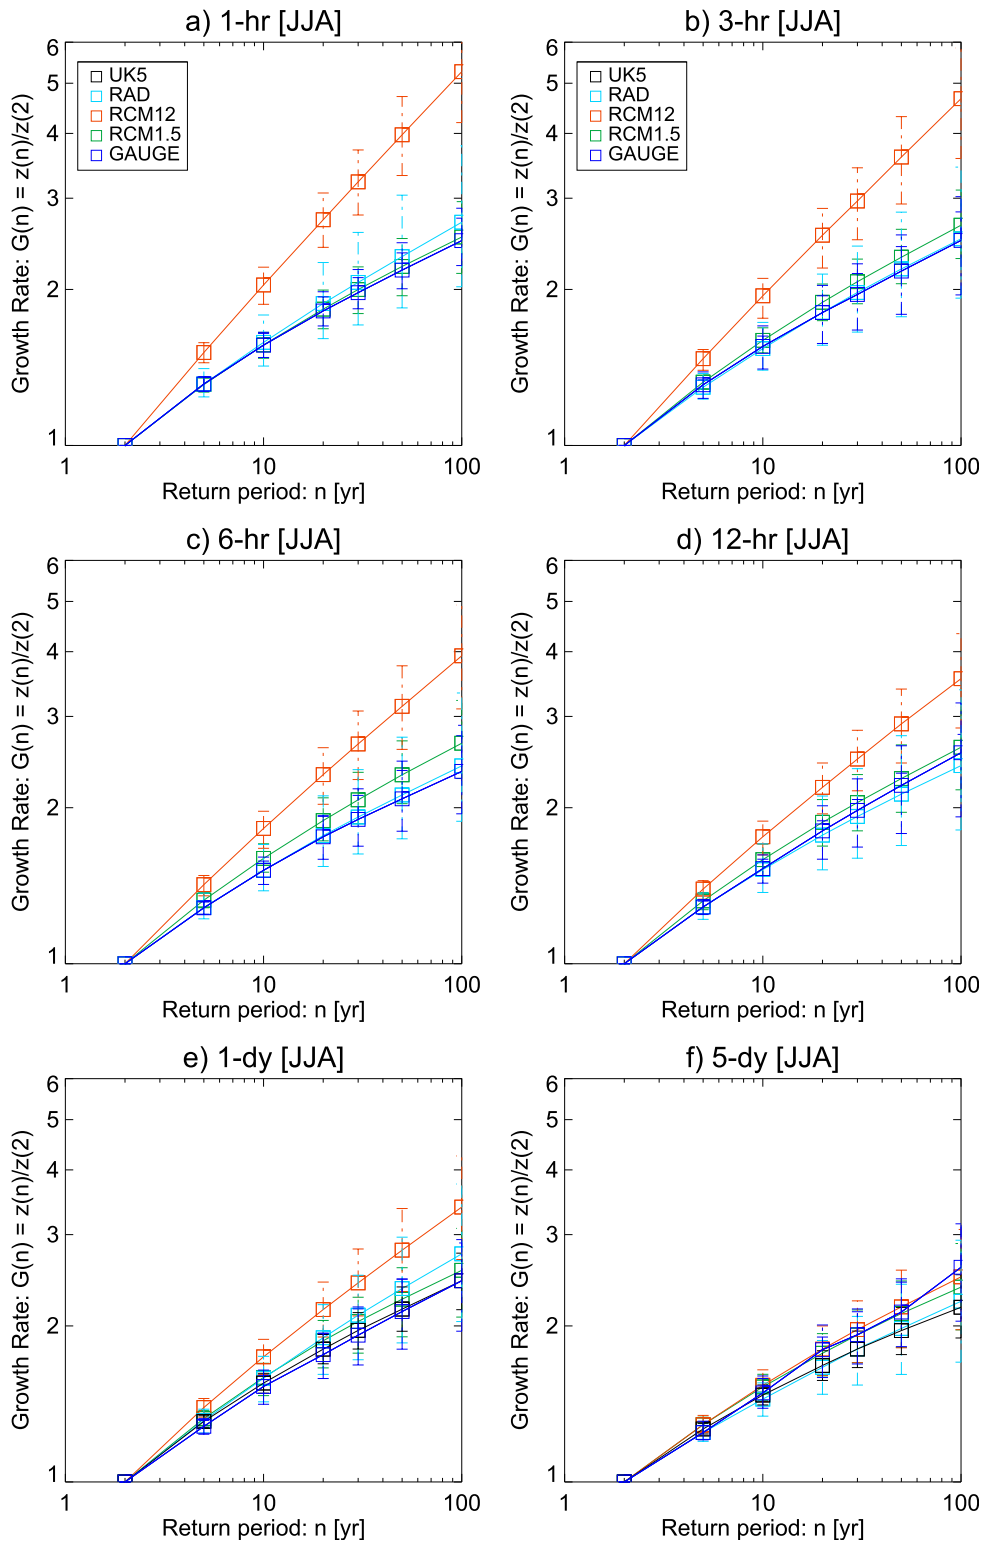 a) 1-hr [JJA]
Growth Rate: G(n) = z(n)/z(2)
6
5
4
3
2
1
UK5
RAD
RCM12
RCM1.5
GAUGE
1 10 100
Return period: n [yr]
b) 3-hr [JJA]
Growth Rate: G(n) = z(n)/z(2)
6
5
4
3
2
1
UK5
RAD
RCM12
RCM1.5
GAUGE
1 10 100
Return period: n [yr]
c) 6-hr [JJA]
Growth Rate: G(n) = z(n)/z(2)
6
5
4
3
2
1
1 10 100
Return period: n [yr]
d) 12-hr [JJA]
Growth Rate: G(n) = z(n)/z(2)
6
5
4
3
2
1
1 10 100
Return period: n [yr]
e) 1-dy [JJA]
Growth Rate: G(n) = z(n)/z(2)
6
5
4
3
2
1
1 10 100
Return period: n [yr]
f) 5-dy [JJA]
Growth Rate: G(n) = z(n)/z(2)
6
5
4
3
2
1
1 10 100
Return period: n [yr]